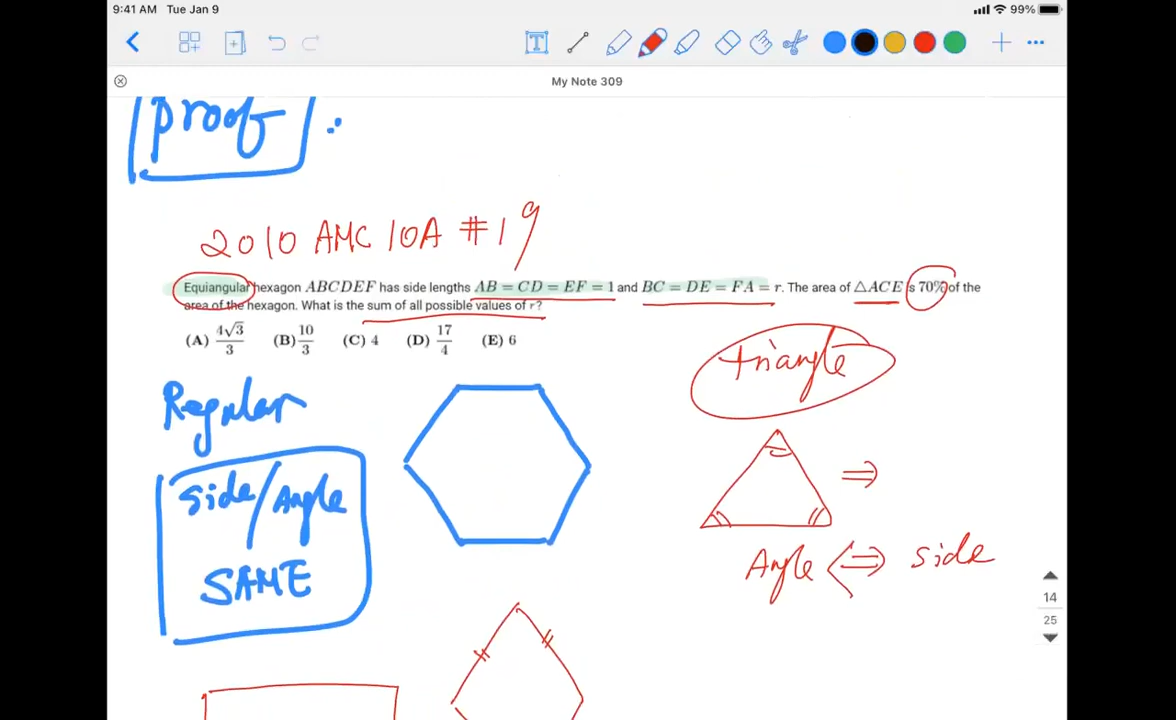 9:41 AM Tue Jan 9
99%
T
My Note 309
proof :
2010 AMC 10A #19
Equiangular hexagon ABCDEF has side lengths AB = CD = EF = 1 and BC = DE = FA = r. The area of △ACE is 70% of the
area of the hexagon. What is the sum of all possible values of r?
(A) 4√3/3 (B) 10/3 (C) 4 (D) 17/4 (E) 6
triangle
Regular
⇒
side/Angle
SAME
Angle ⇔ side
14
25